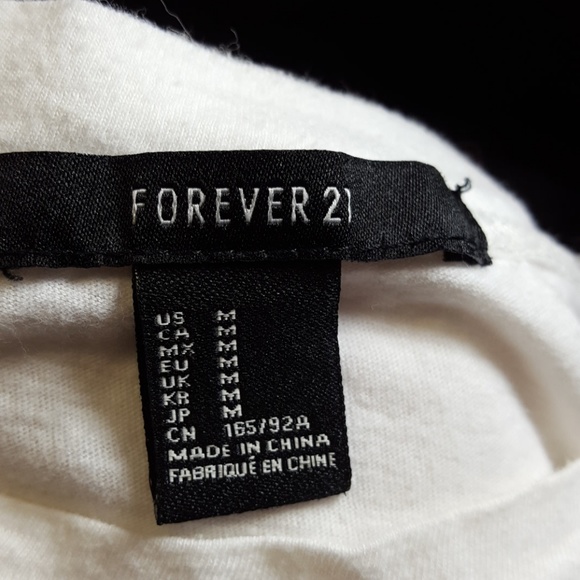 FOREVER 21
US M
CA M
MX M
EU M
UK M
KR M
JP M
CN 165/92A
MADE IN CHINA
FABRIQUÉ EN CHINE